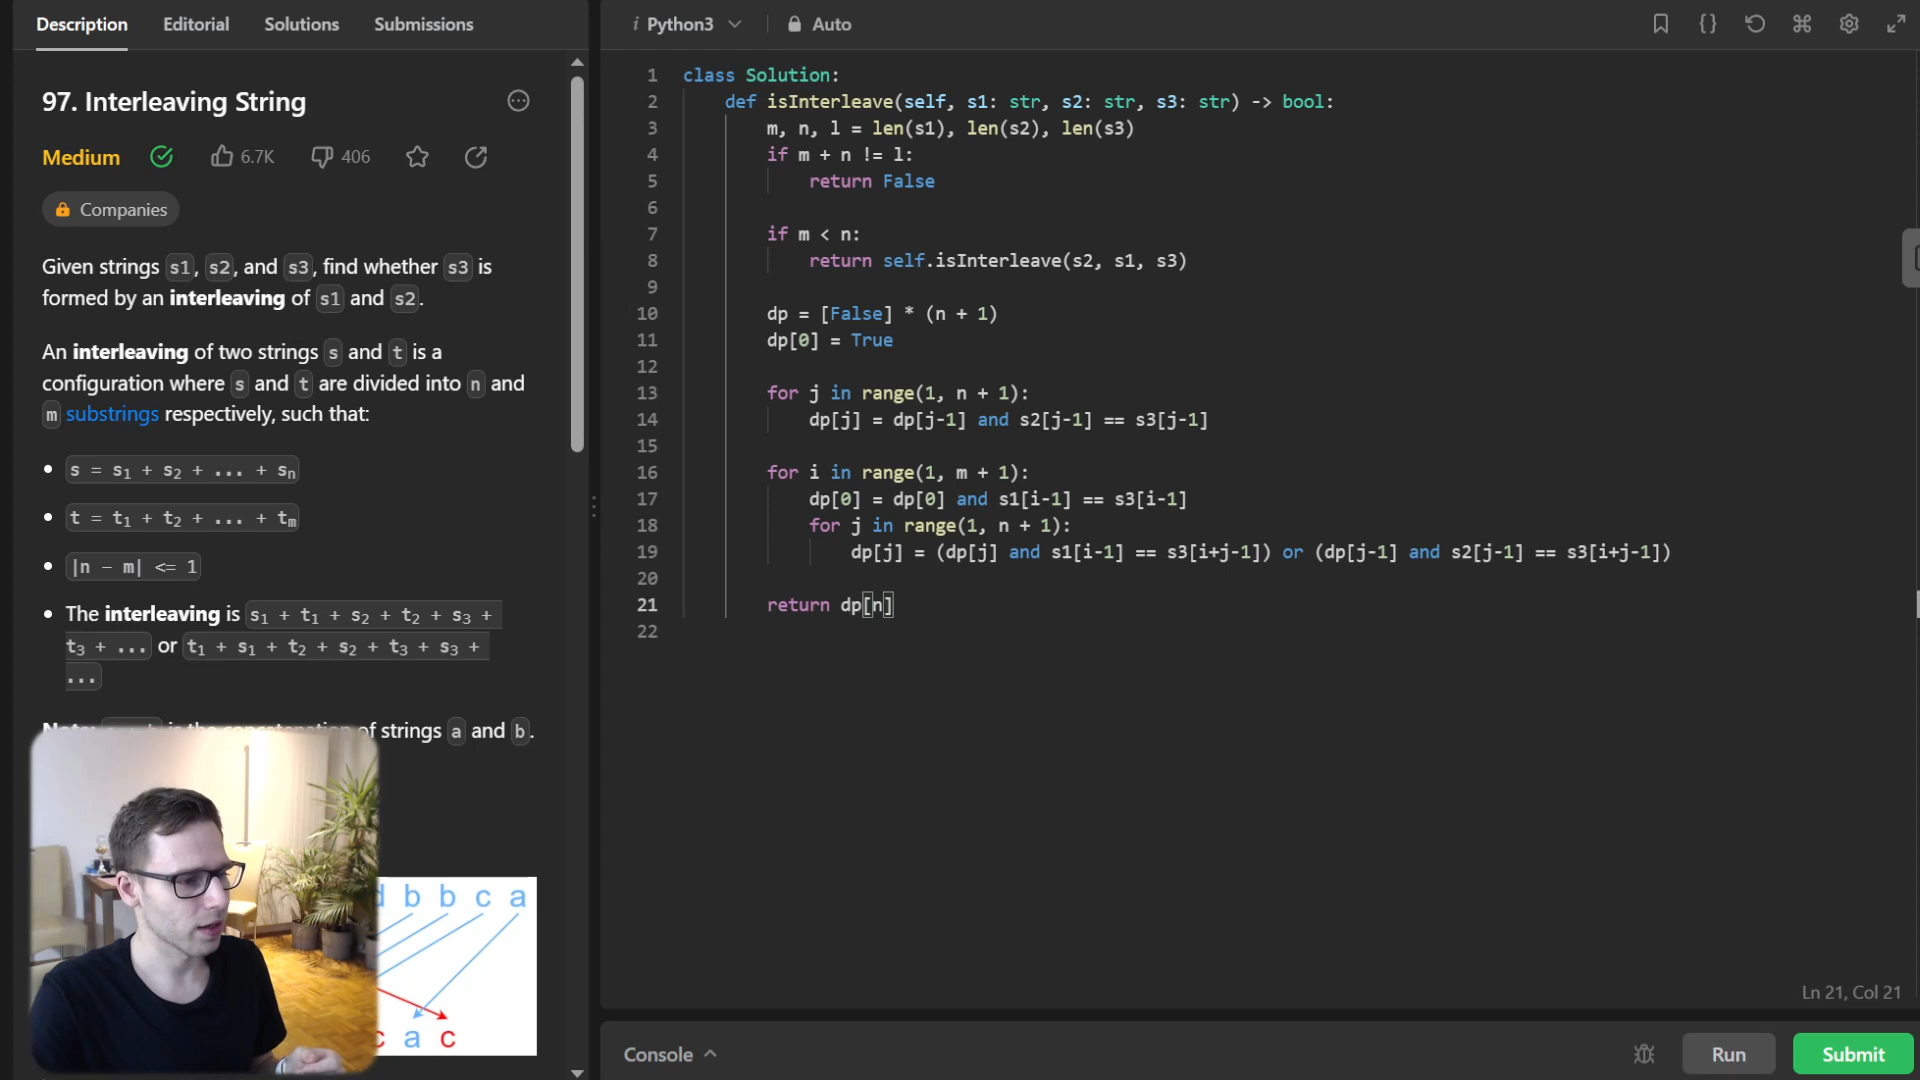 Description Editorial Solutions Submissions
97. Interleaving String
Medium 6.7K 406
Companies
Given strings s1, s2, and s3, find whether s3 is
formed by an interleaving of s1 and s2.
An interleaving of two strings s and t is a
configuration where s and t are divided into n and
m substrings respectively, such that:
• s = s₁ + s₂ + ... + sₙ
• t = t₁ + t₂ + ... + tₘ
• |n - m| <= 1
• The interleaving is s₁ + t₁ + s₂ + t₂ + s₃ +
t₃ + ... or t₁ + s₁ + t₂ + s₂ + t₃ + s₃ +
...
of strings a and b.
d b b c a
c a c
i Python3 Auto
1 class Solution:
2 def isInterleave(self, s1: str, s2: str, s3: str) -> bool:
3 m, n, l = len(s1), len(s2), len(s3)
4 if m + n != l:
5 return False
6
7 if m < n:
8 return self.isInterleave(s2, s1, s3)
9
10 dp = [False] * (n + 1)
11 dp[0] = True
12
13 for j in range(1, n + 1):
14 dp[j] = dp[j-1] and s2[j-1] == s3[j-1]
15
16 for i in range(1, m + 1):
17 dp[0] = dp[0] and s1[i-1] == s3[i-1]
18 for j in range(1, n + 1):
19 dp[j] = (dp[j] and s1[i-1] == s3[i+j-1]) or (dp[j-1] and s2[j-1] == s3[i+j-1])
20
21 return dp[n]
22
Ln 21, Col 21
Console Run Submit